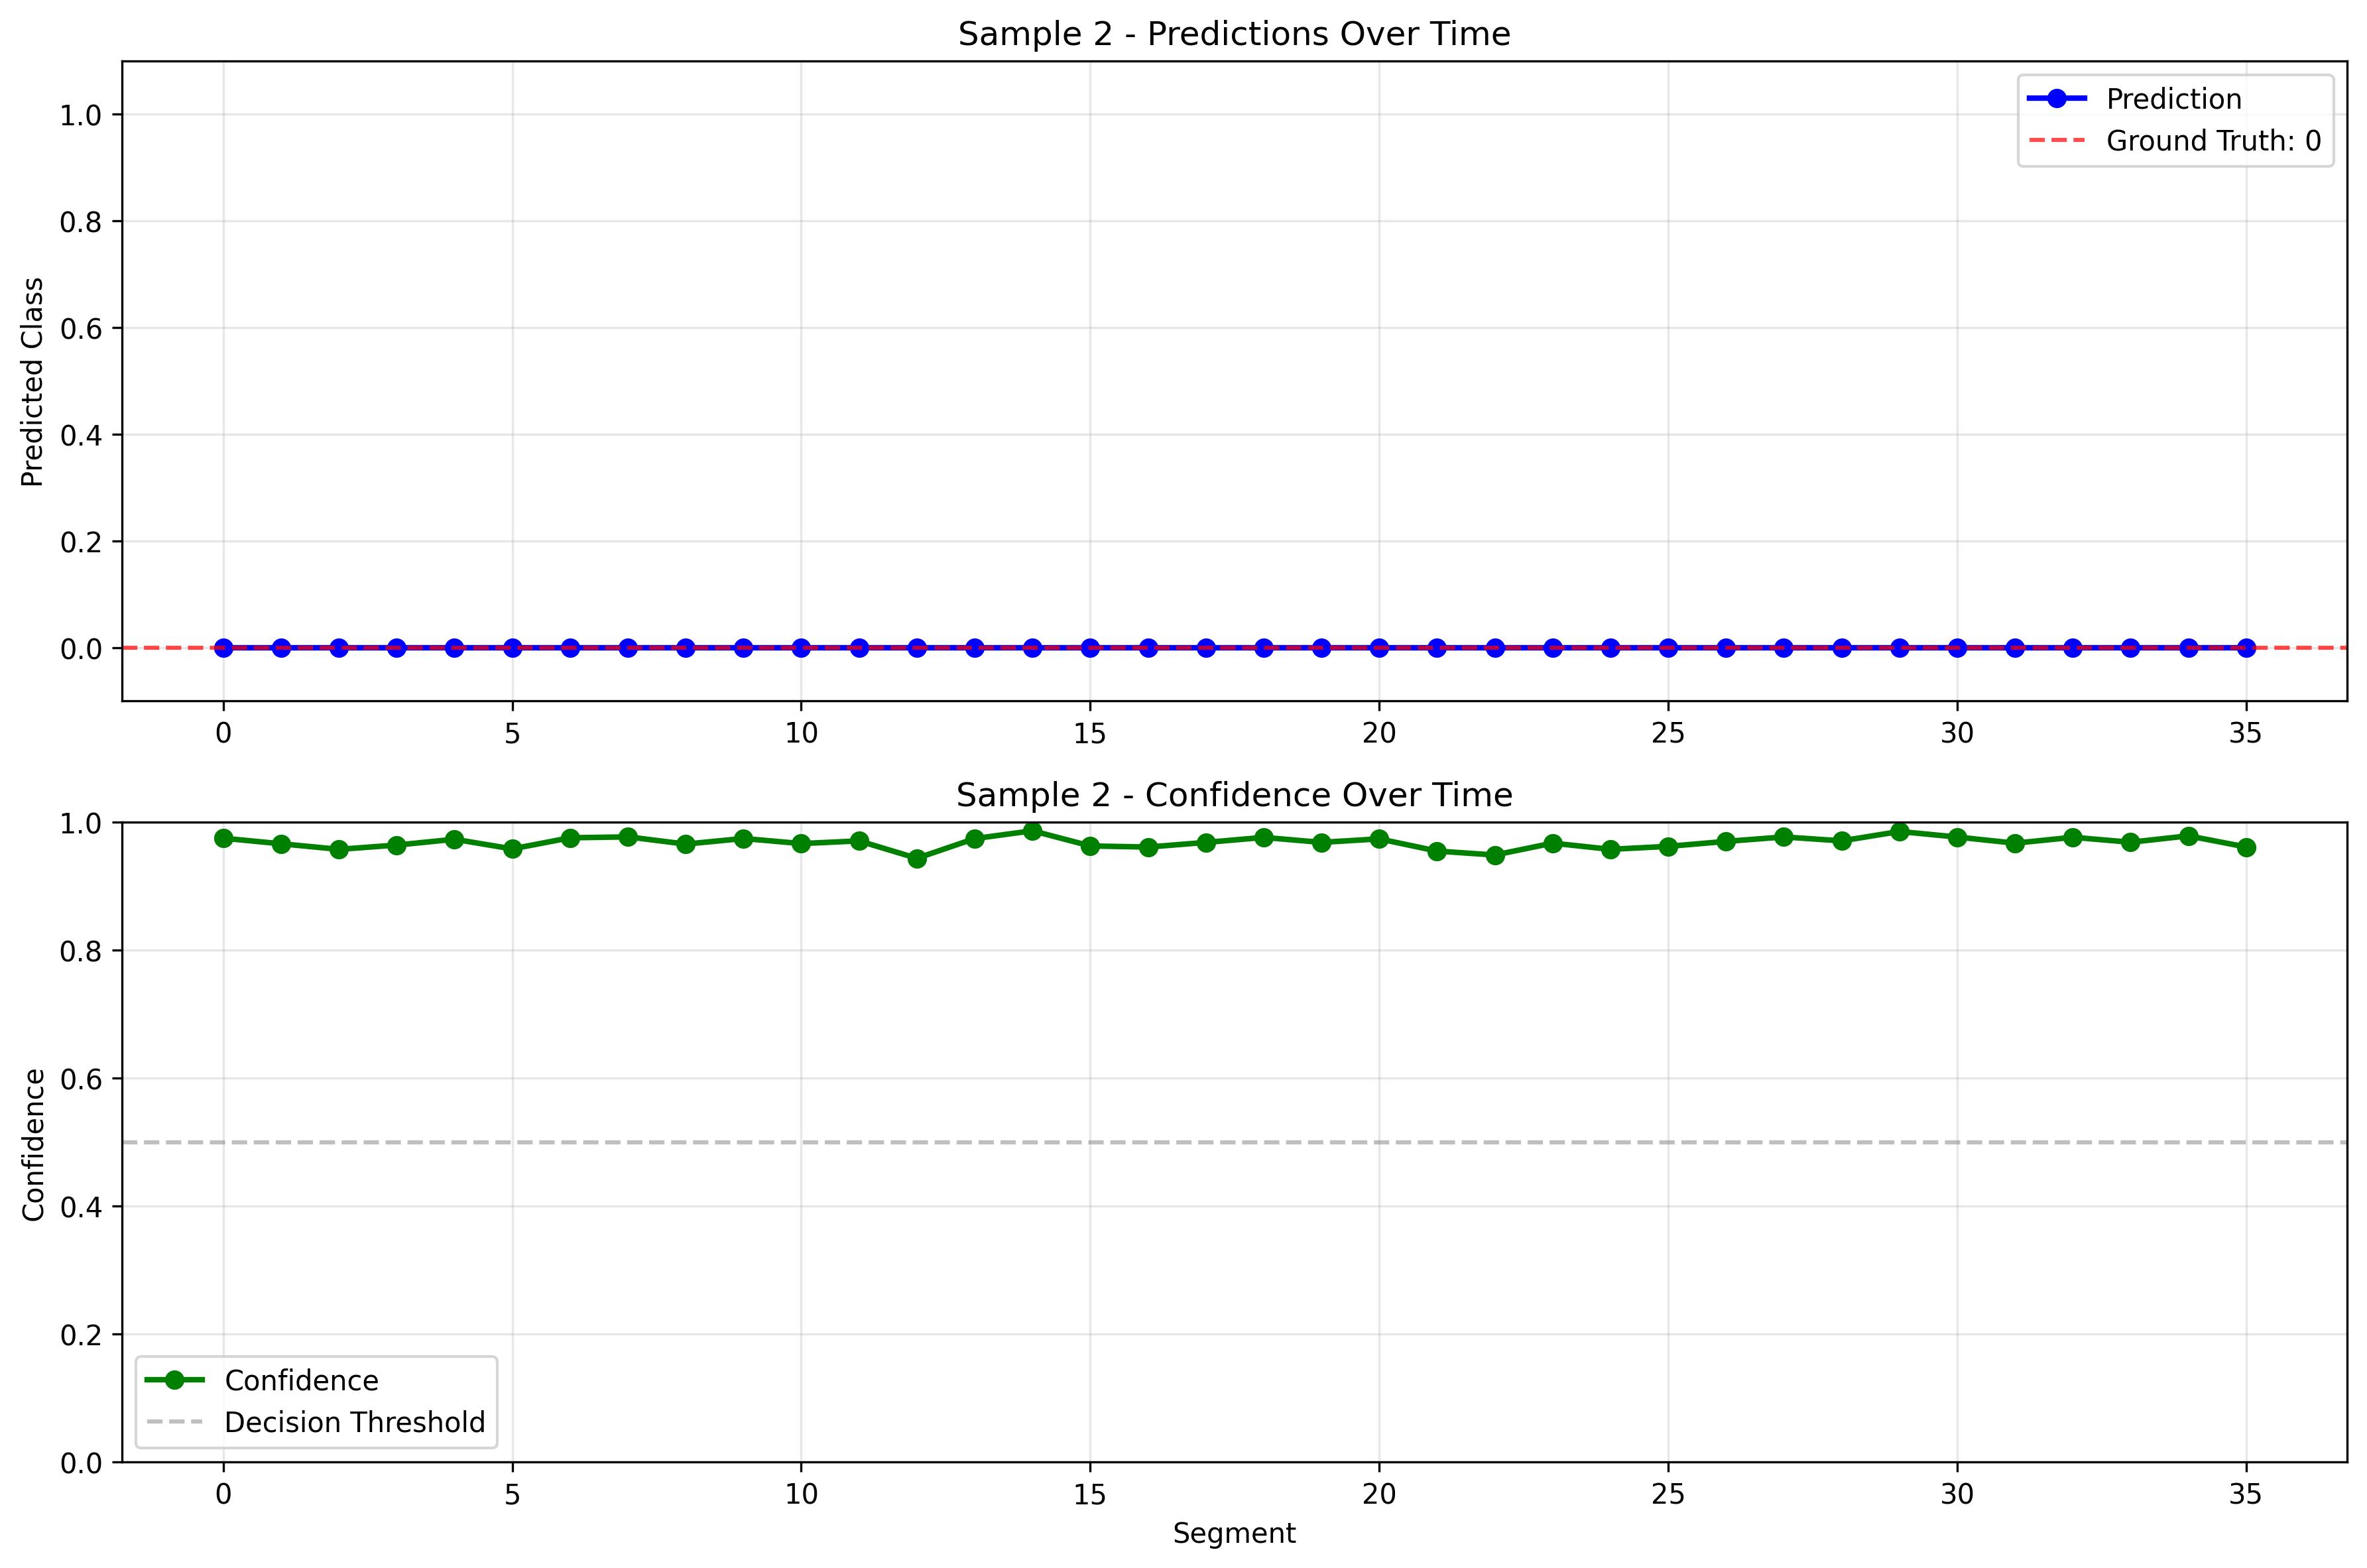 Sample 2 - Predictions Over Time
Predicted Class
1.0
0.8
0.6
0.4
0.2
0.0
Prediction
Ground Truth: 0
0 5 10 15 20 25 30 35
Sample 2 - Confidence Over Time
Confidence
1.0
0.8
0.6
0.4
0.2
0.0
Confidence
Decision Threshold
0 5 10 15 20 25 30 35
Segment